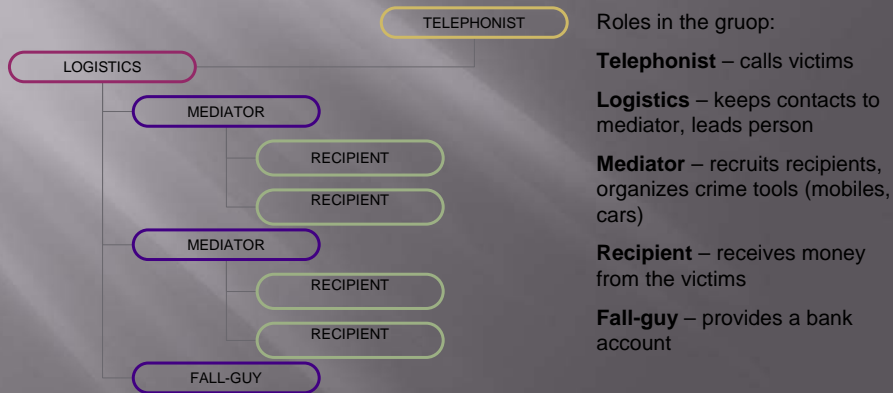 TELEPHONIST
LOGISTICS
MEDIATOR
RECIPIENT
RECIPIENT
MEDIATOR
RECIPIENT
RECIPIENT
FALL-GUY
Roles in the gruop:
Telephonist – calls victims
Logistics – keeps contacts to
mediator, leads person
Mediator – recruits recipients,
organizes crime tools (mobiles,
cars)
Recipient – receives money
from the victims
Fall-guy – provides a bank
account